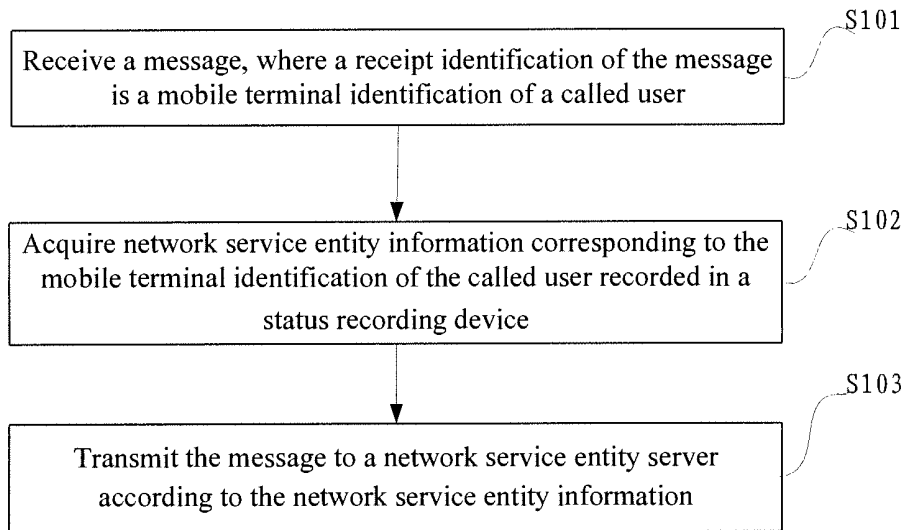 S101
Receive a message, where a receipt identification of the message
is a mobile terminal identification of a called user
S102
Acquire network service entity information corresponding to the
mobile terminal identification of the called user recorded in a
status recording device
S103
Transmit the message to a network service entity server
according to the network service entity information